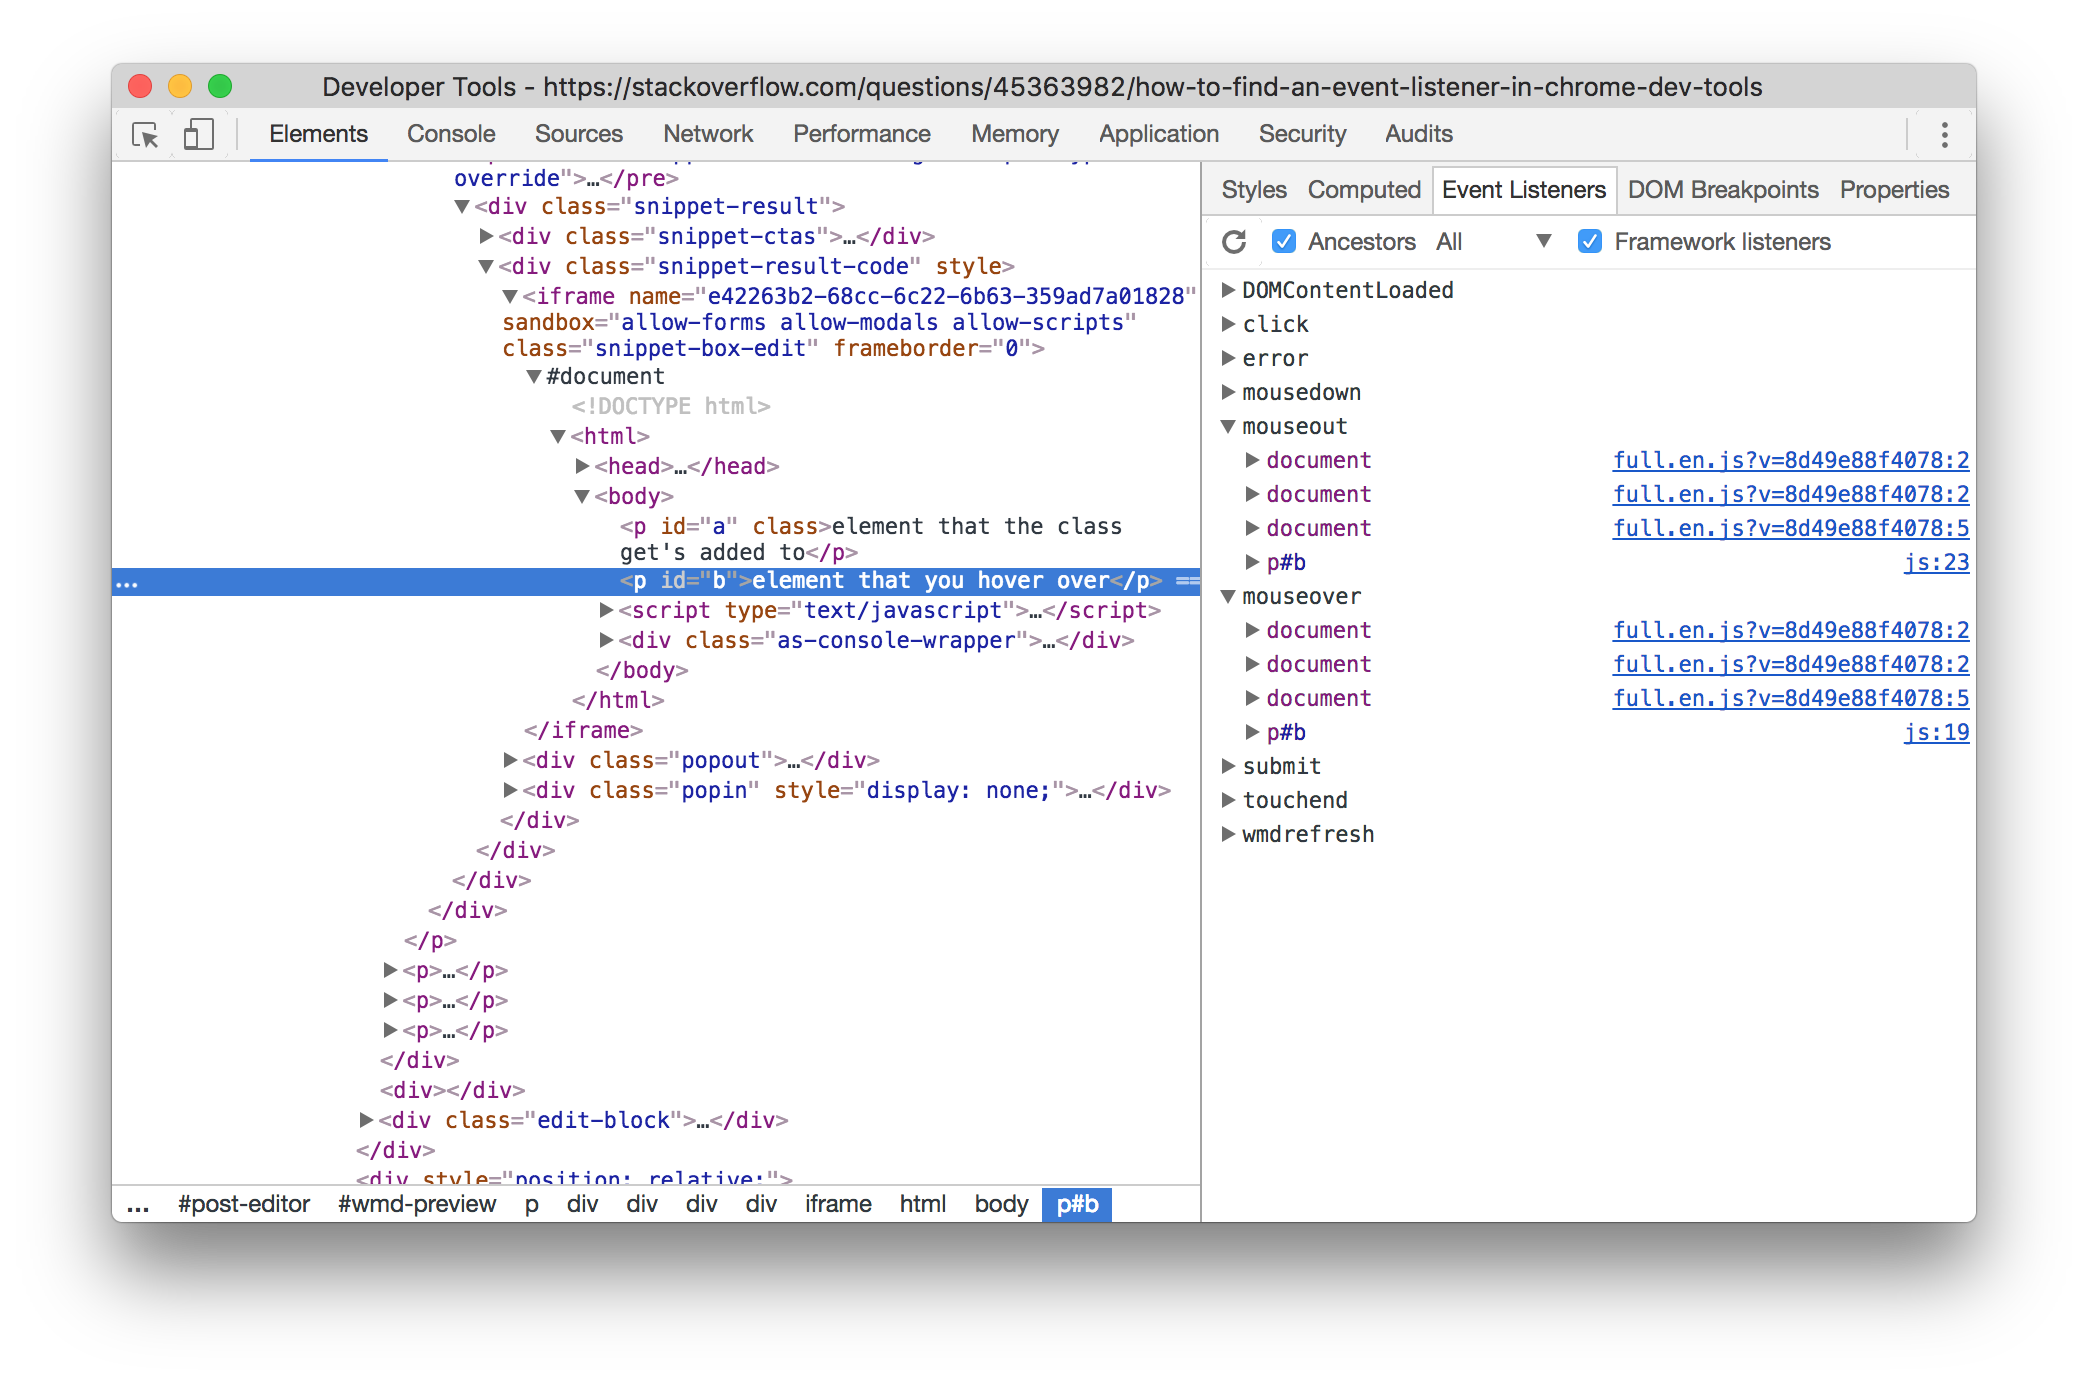 Developer Tools - https://stackoverflow.com/questions/45363982/how-to-find-an-event-listener-in-chrome-dev-tools
Elements Console Sources Network Performance Memory Application Security Audits
override">…</pre>
<div class="snippet-result">
<div class="snippet-ctas">…</div>
<div class="snippet-result-code" style>
<iframe name="e42263b2-68cc-6c22-6b63-359ad7a01828"
sandbox="allow-forms allow-modals allow-scripts"
class="snippet-box-edit" frameborder="0">
#document
<!DOCTYPE html>
<html>
<head>…</head>
<body>
<p id="a" class>element that the class
get's added to</p>
... <p id="b">element that you hover over</p> ==
<script type="text/javascript">…</script>
<div class="as-console-wrapper">…</div>
</body>
</html>
</iframe>
<div class="popout">…</div>
<div class="popin" style="display: none;">…</div>
</div>
</div>
</div>
</div>
</p>
<p>…</p>
<p>…</p>
<p>…</p>
</div>
<div></div>
<div class="edit-block">…</div>
</div>
<div style="position: relative;">
... #post-editor #wmd-preview p div div div div iframe html body p#b
Styles Computed Event Listeners DOM Breakpoints Properties
Ancestors All Framework listeners
DOMContentLoaded
click
error
mousedown
mouseout
document full.en.js?v=8d49e88f4078:2
document full.en.js?v=8d49e88f4078:2
document full.en.js?v=8d49e88f4078:5
p#b js:23
mouseover
document full.en.js?v=8d49e88f4078:2
document full.en.js?v=8d49e88f4078:2
document full.en.js?v=8d49e88f4078:5
p#b js:19
submit
touchend
wmdrefresh